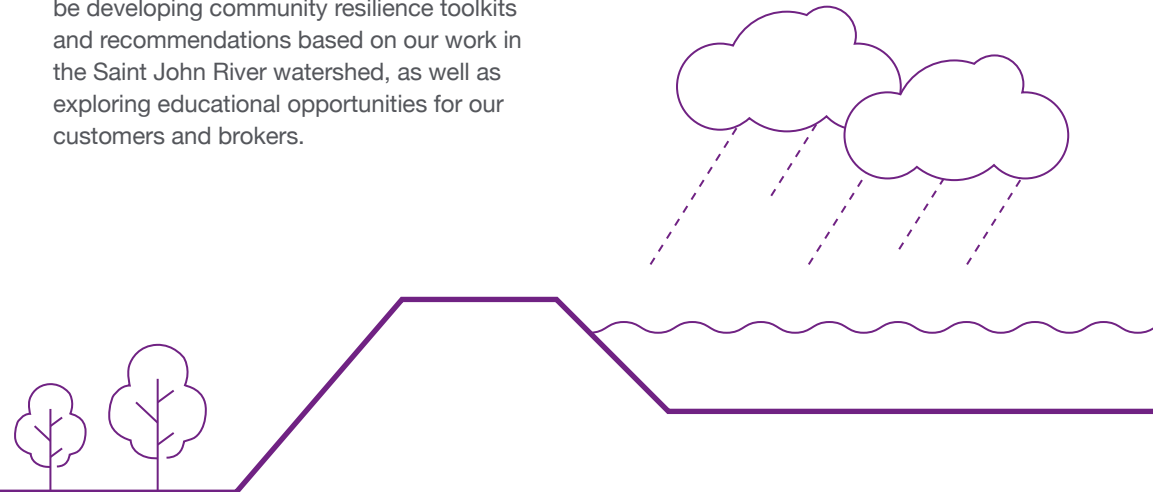 be developing community resilience toolkits
and recommendations based on our work in
the Saint John River watershed, as well as
exploring educational opportunities for our
customers and brokers.